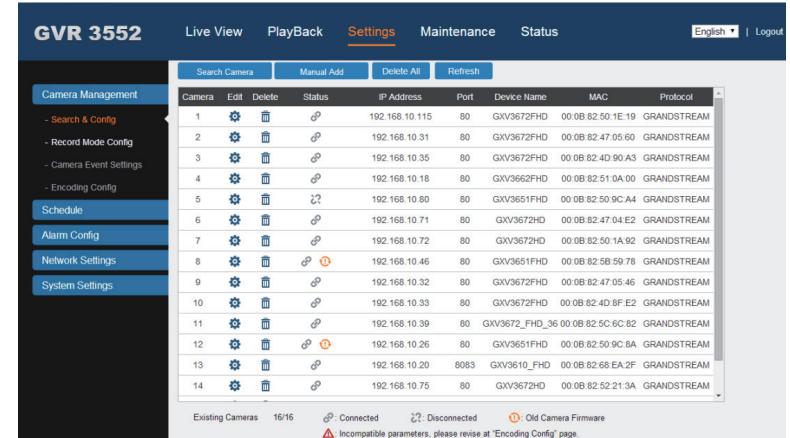 GVR 3552 Live View PlayBack Settings Maintenance Status English | Logout
Search Camera Manual Add Delete All Refresh
Camera Management
- Search & Config
- Record Mode Config
- Camera Event Settings
- Encoding Config
Schedule
Alarm Config
Network Settings
System Settings
Camera Edit Delete Status IP Address Port Device Name MAC Protocol
1 192.168.10.115 80 GXV3672FHD 00:0B:82:50:1E:19 GRANDSTREAM
2 192.168.10.31 80 GXV3672FHD 00:0B:82:47:05:60 GRANDSTREAM
3 192.168.10.35 80 GXV3672FHD 00:0B:82:4D:90:A3 GRANDSTREAM
4 192.168.10.18 80 GXV3662FHD 00:0B:82:51:0A:00 GRANDSTREAM
5 192.168.10.80 80 GXV3651FHD 00:0B:82:50:9C:A4 GRANDSTREAM
6 192.168.10.71 80 GXV3672HD 00:0B:82:47:04:E2 GRANDSTREAM
7 192.168.10.72 80 GXV3672HD 00:0B:82:50:1A:92 GRANDSTREAM
8 192.168.10.46 80 GXV3651FHD 00:0B:82:5B:59:78 GRANDSTREAM
9 192.168.10.32 80 GXV3672FHD 00:0B:82:47:05:46 GRANDSTREAM
10 192.168.10.33 80 GXV3672FHD 00:0B:82:4D:8F:E2 GRANDSTREAM
11 192.168.10.39 80 GXV3672_FHD_36 00:0B:82:5C:6C:82 GRANDSTREAM
12 192.168.10.26 80 GXV3651FHD 00:0B:82:50:9C:8A GRANDSTREAM
13 192.168.10.20 8083 GXV3610_FHD 00:0B:82:68:EA:2F GRANDSTREAM
14 192.168.10.75 80 GXV3672HD 00:0B:82:52:21:3A GRANDSTREAM
Existing Cameras 16/16 : Connected : Disconnected : Old Camera Firmware
: Incompatible parameters, please revise at "Encoding Config" page.